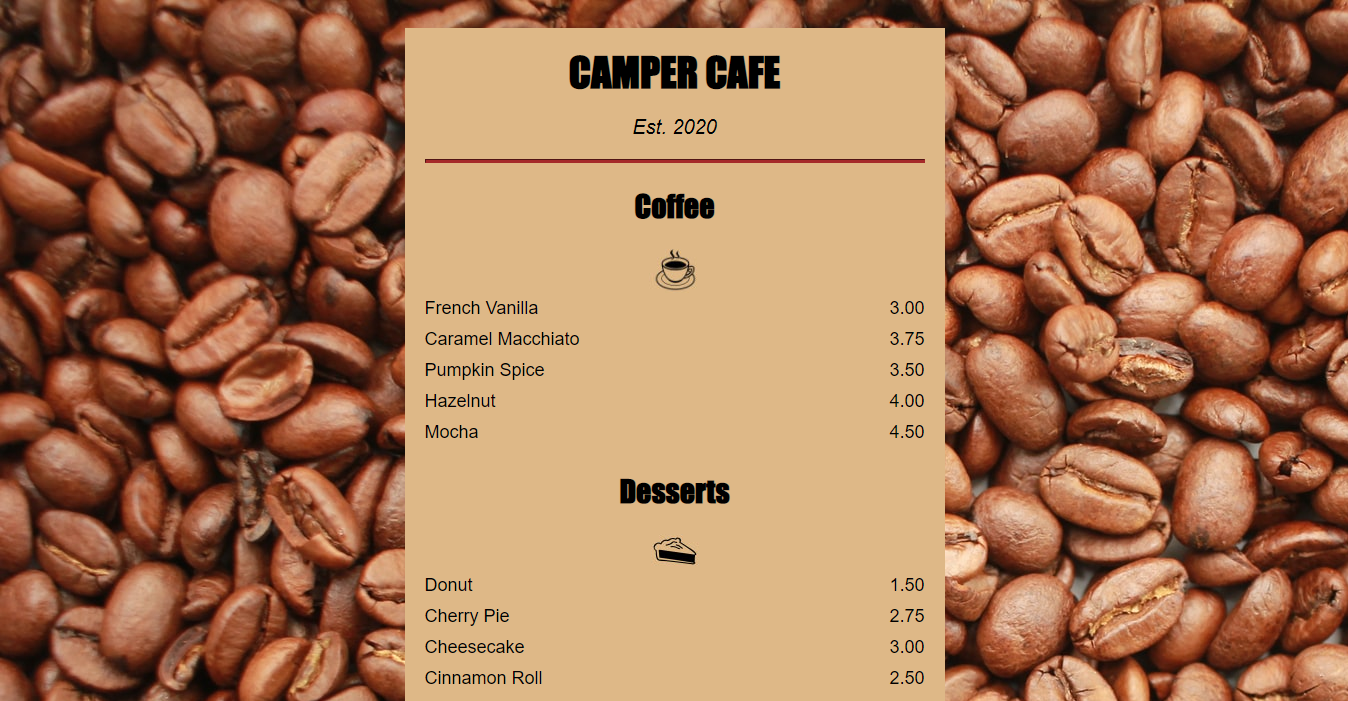 CAMPER CAFE
Est. 2020
Coffee
French Vanilla 3.00
Caramel Macchiato 3.75
Pumpkin Spice 3.50
Hazelnut 4.00
Mocha 4.50
Desserts
Donut 1.50
Cherry Pie 2.75
Cheesecake 3.00
Cinnamon Roll 2.50